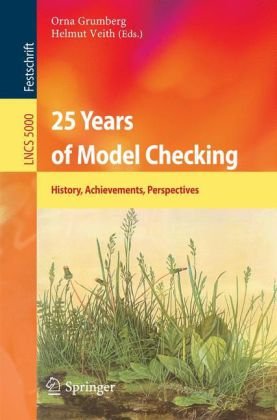 Orna Grumberg
Helmut Veith (Eds.)
Festschrift
LNCS 5000
25 Years
of Model Checking
History, Achievements, Perspectives
Springer